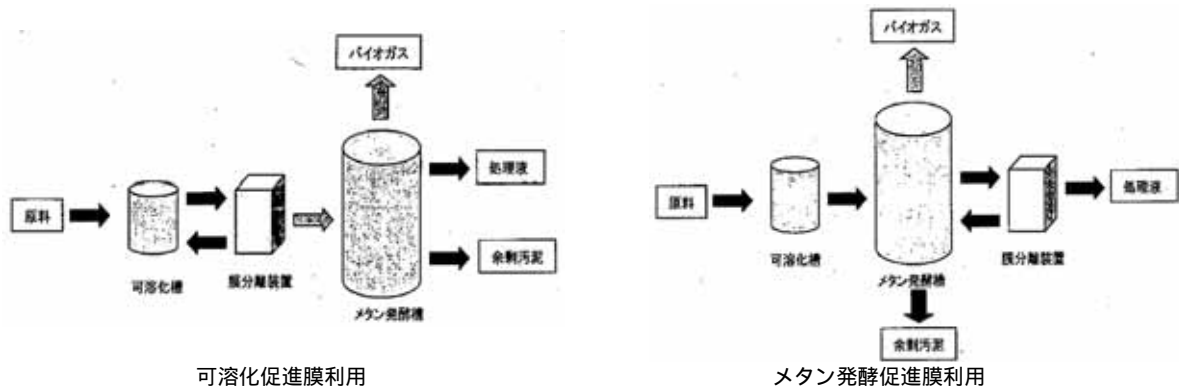 バイオガス
処理液
原料
余剰汚泥
可溶化槽
膜分離装置
メタン発酵槽
可溶化促進膜利用
バイオガス
原料
処理液
可溶化槽
メタン発酵槽
膜分離装置
余剰汚泥
メタン発酵促進膜利用